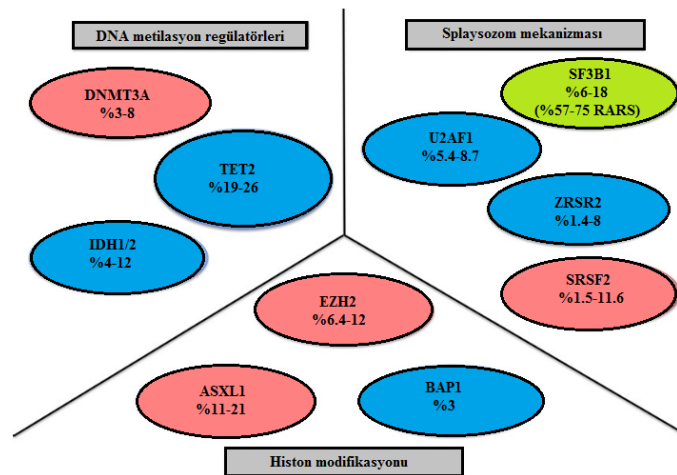 DNA metilasyon regülatörleri
DNMT3A
%3-8
TET2
%19-26
IDH1/2
%4-12
Splaysozom mekanizması
SF3B1
%6-18
(%57-75 RARS)
U2AF1
%5.4-8.7
ZRSR2
%1.4-8
SRSF2
%1.5-11.6
EZH2
%6.4-12
ASXL1
%11-21
BAP1
%3
Histon modifikasyonu